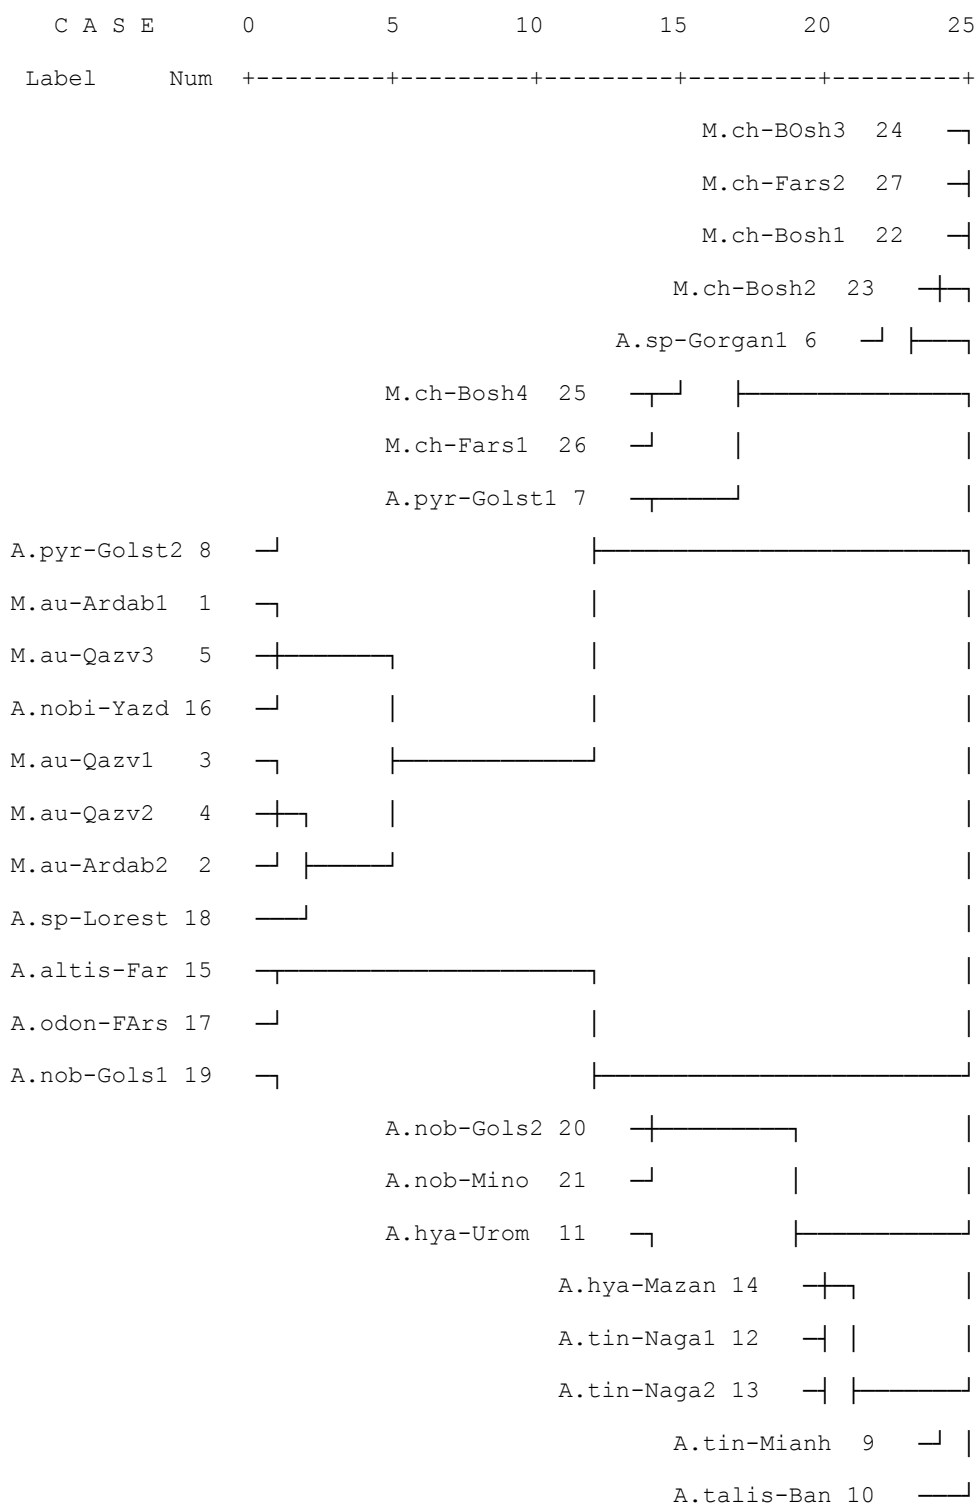 C A S E 0 5 10 15 20 25
Label Num +---------+---------+---------+---------+---------+
M.ch-BOsh3 24
M.ch-Fars2 27
M.ch-Bosh1 22
M.ch-Bosh2 23
A.sp-Gorgan1 6
M.ch-Bosh4 25
M.ch-Fars1 26
A.pyr-Golst1 7
A.pyr-Golst2 8
M.au-Ardab1 1
M.au-Qazv3 5
A.nobi-Yazd 16
M.au-Qazv1 3
M.au-Qazv2 4
M.au-Ardab2 2
A.sp-Lorest 18
A.altis-Far 15
A.odon-FArs 17
A.nob-Gols1 19
A.nob-Gols2 20
A.nob-Mino 21
A.hya-Urom 11
A.hya-Mazan 14
A.tin-Naga1 12
A.tin-Naga2 13
A.tin-Mianh 9
A.talis-Ban 10